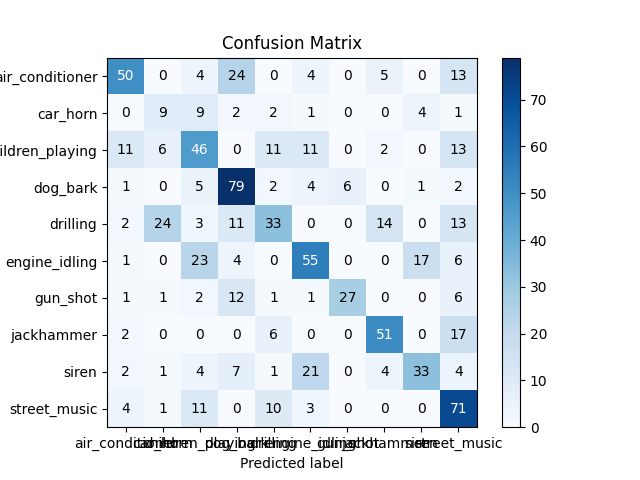 Confusion Matrix
air_conditioner 50 0 4 24 0 4 0 5 0 13
car_horn 0 9 9 2 2 1 0 0 4 1
ildren_playing 11 6 46 0 11 11 0 2 0 13
dog_bark 1 0 5 79 2 4 6 0 1 2
drilling 2 24 3 11 33 0 0 14 0 13
engine_idling 1 0 23 4 0 55 0 0 17 6
gun_shot 1 1 2 12 1 1 27 0 0 6
jackhammer 2 0 0 0 6 0 0 51 0 17
siren 2 1 4 7 1 21 0 4 33 4
street_music 4 1 11 0 10 3 0 0 0 71
70
60
50
40
30
20
10
0
street_music
Predicted label